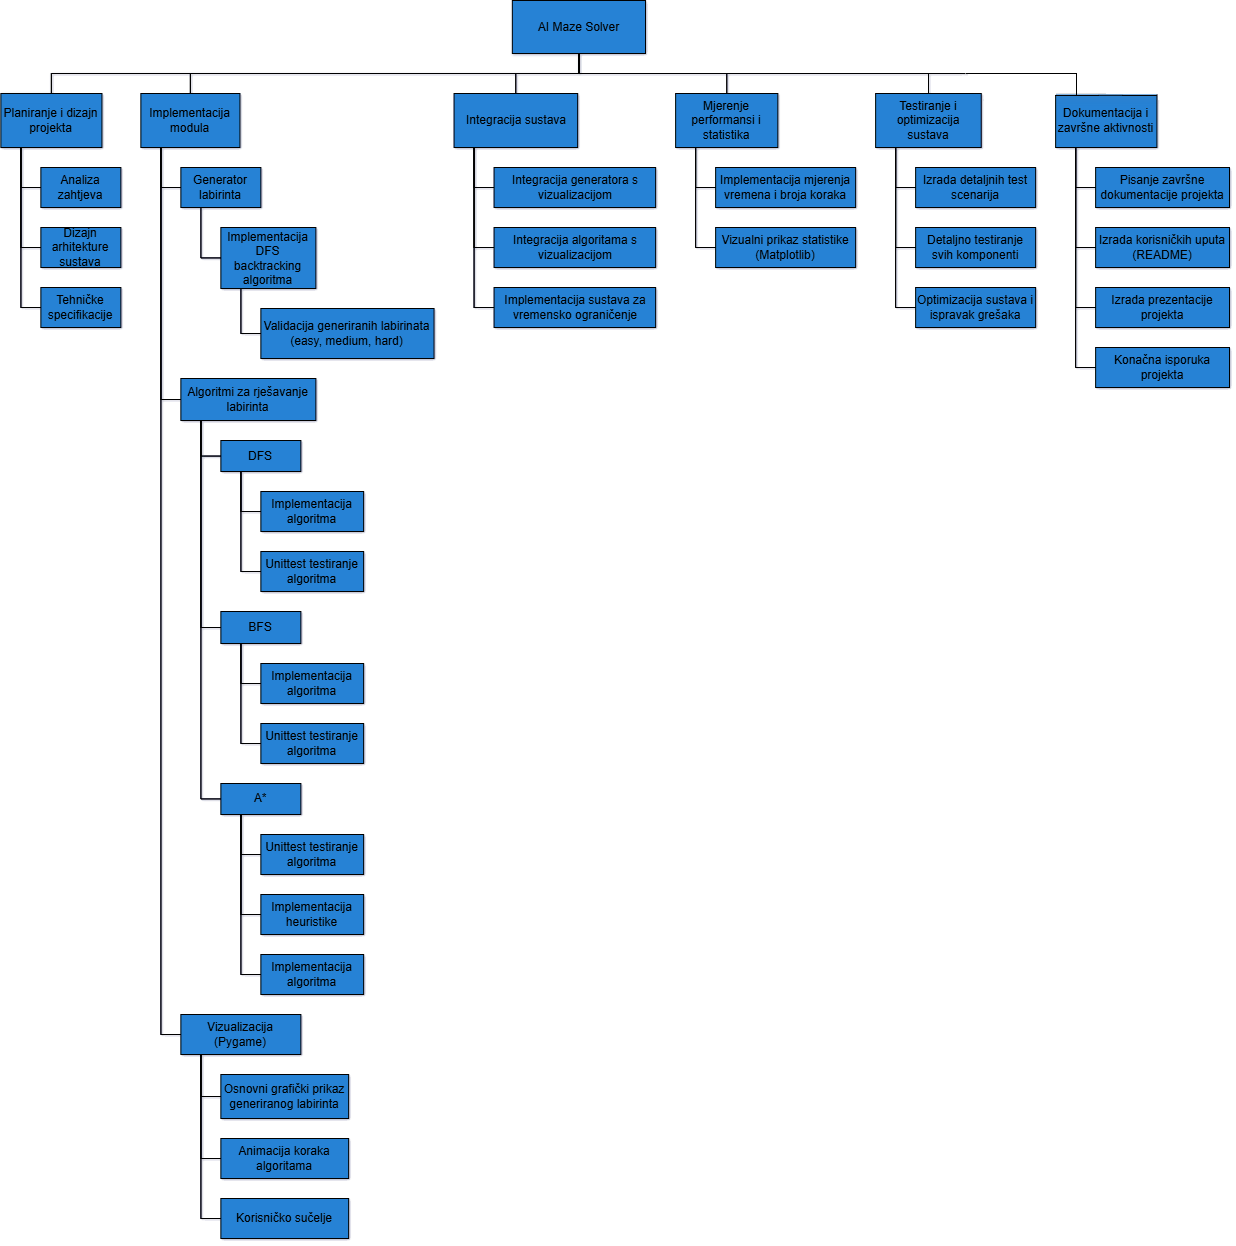 AI Maze Solver
Planiranje i dizajn
projekta
Analiza
zahtjeva
Dizajn
arhitekture
sustava
Tehničke
specifikacije
Implementacija
modula
Generator
labirinta
Implementacija
DFS
backtracking
algoritma
Validacija generiranih labirinata
(easy, medium, hard)
Algoritmi za rješavanje
labirinta
DFS
Implementacija
algoritma
Unittest testiranje
algoritma
BFS
Implementacija
algoritma
Unittest testiranje
algoritma
A*
Unittest testiranje
algoritma
Implementacija
heuristike
Implementacija
algoritma
Vizualizacija
(Pygame)
Osnovni grafički prikaz
generiranog labirinta
Animacija koraka
algoritama
Korisničko sučelje
Integracija sustava
Integracija generatora s
vizualizacijom
Integracija algoritama s
vizualizacijom
Implementacija sustava za
vremensko ograničenje
Mjerenje
performansi i
statistika
Implementacija mjerenja
vremena i broja koraka
Vizualni prikaz statistike
(Matplotlib)
Testiranje i
optimizacija
sustava
Izrada detaljnih test
scenarija
Detaljno testiranje
svih komponenti
Optimizacija sustava i
ispravak grešaka
Dokumentacija i
završne aktivnosti
Pisanje završne
dokumentacije projekta
Izrada korisničkih uputa
(README)
Izrada prezentacije
projekta
Konačna isporuka
projekta